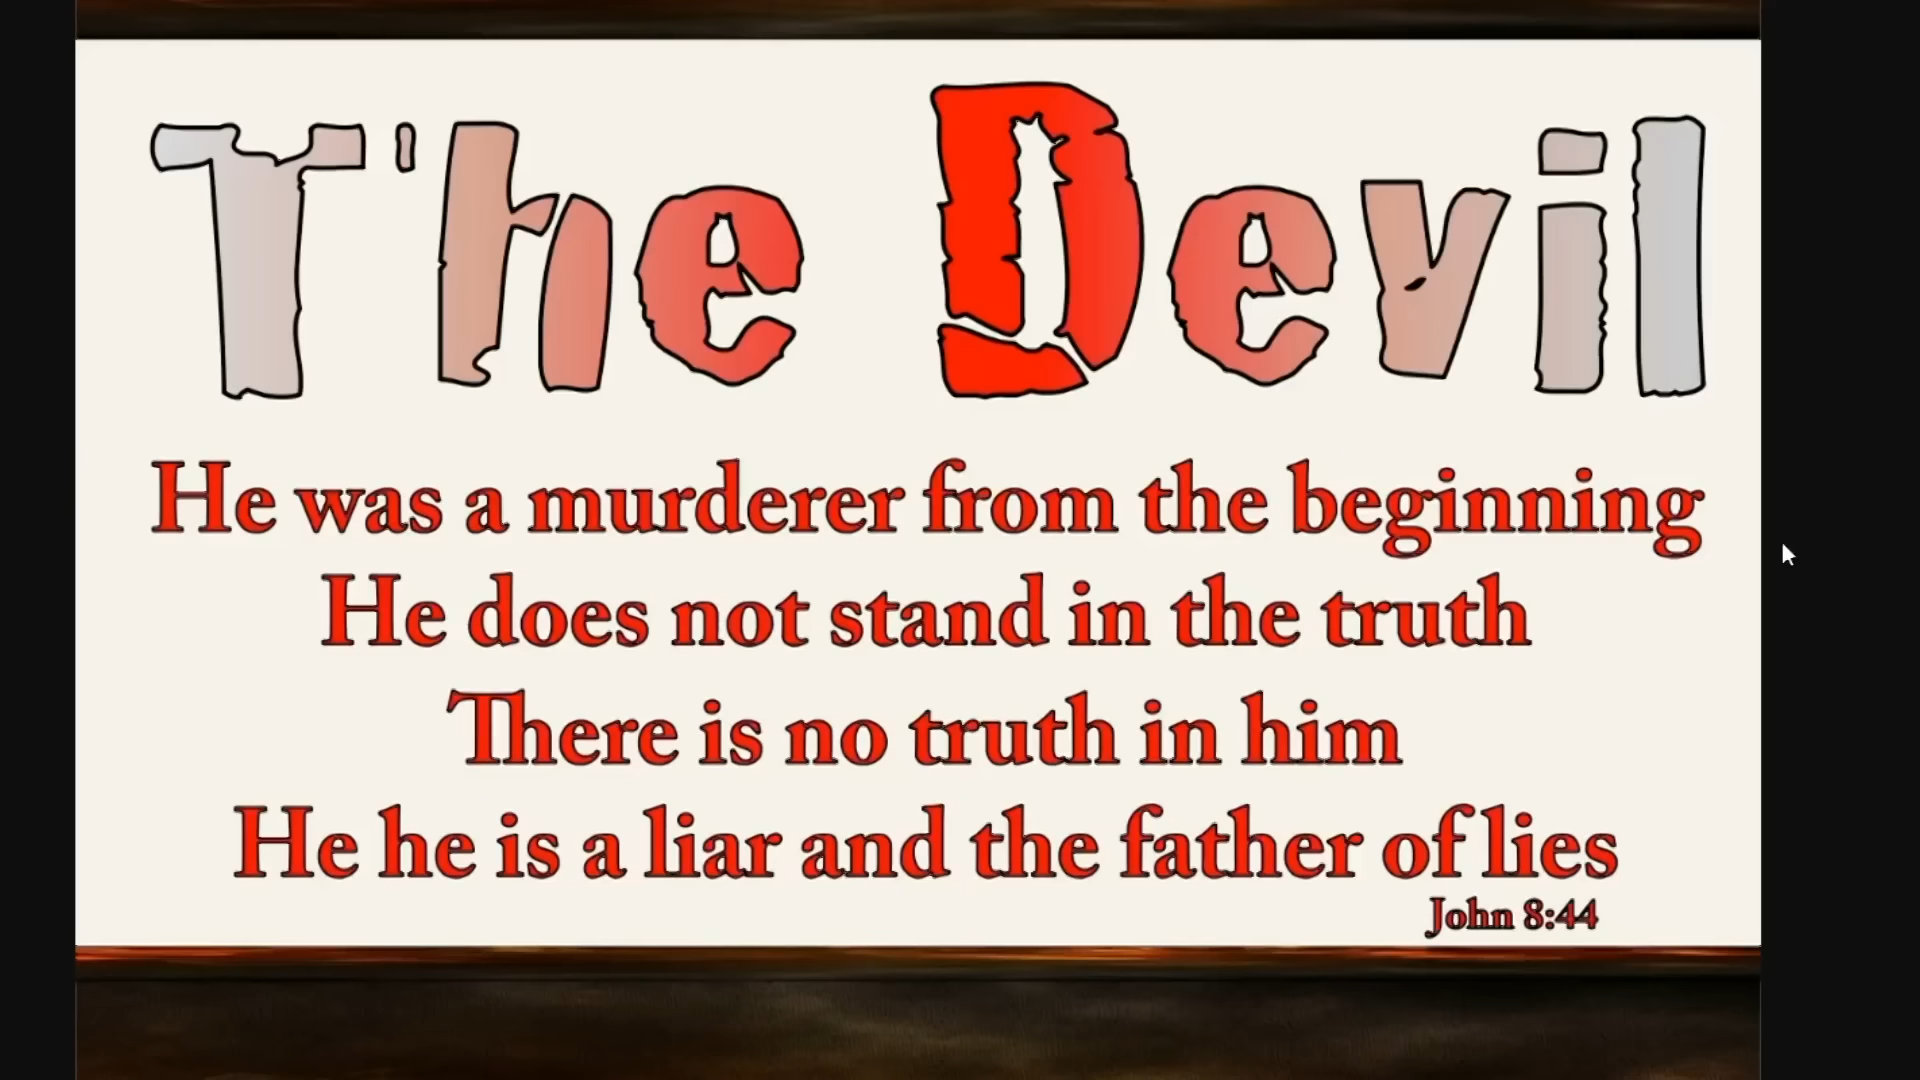 The Devil
He was a murderer from the beginning
He does not stand in the truth
There is no truth in him
He he is a liar and the father of lies
John 8:44